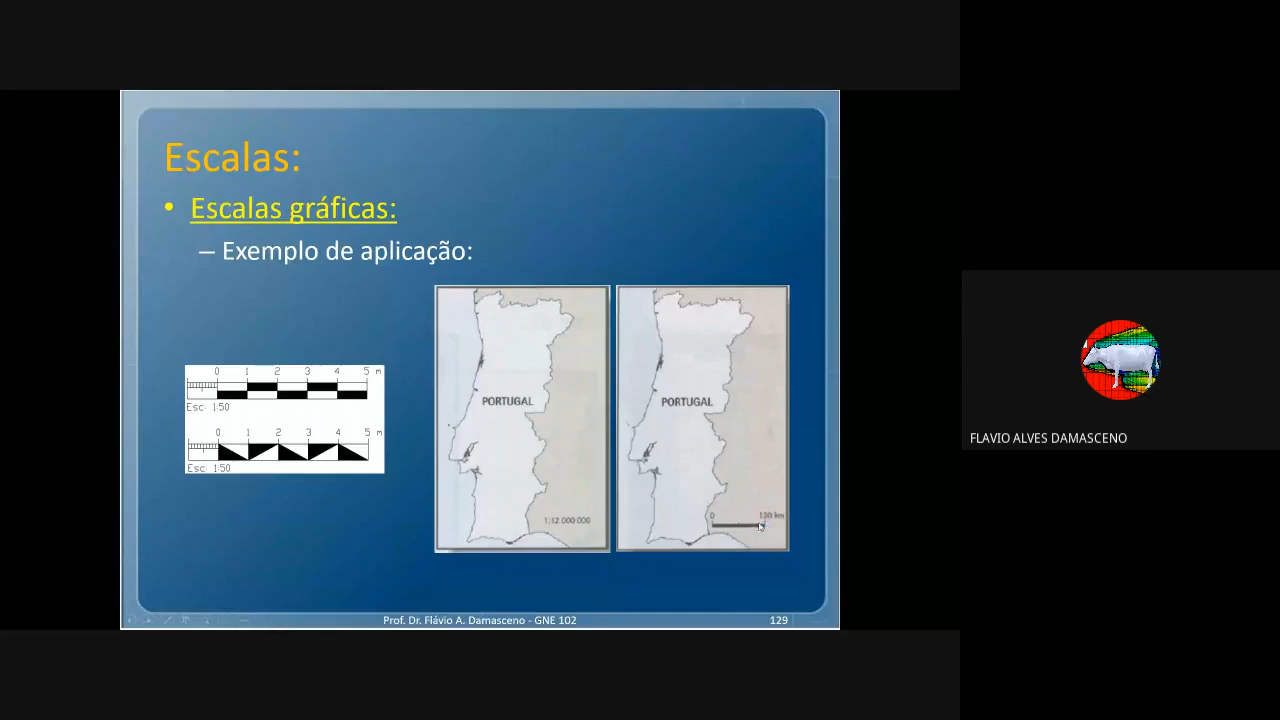 Escalas:
• Escalas gráficas:
– Exemplo de aplicação:
0 1 2 3 4 5 m
Esc: 1:50
0 1 2 3 4 5 m
Esc: 1:50
PORTUGAL
1:12 000 000
PORTUGAL
0 120 km
Prof. Dr. Flávio A. Damasceno - GNE 102
129
FLAVIO ALVES DAMASCENO